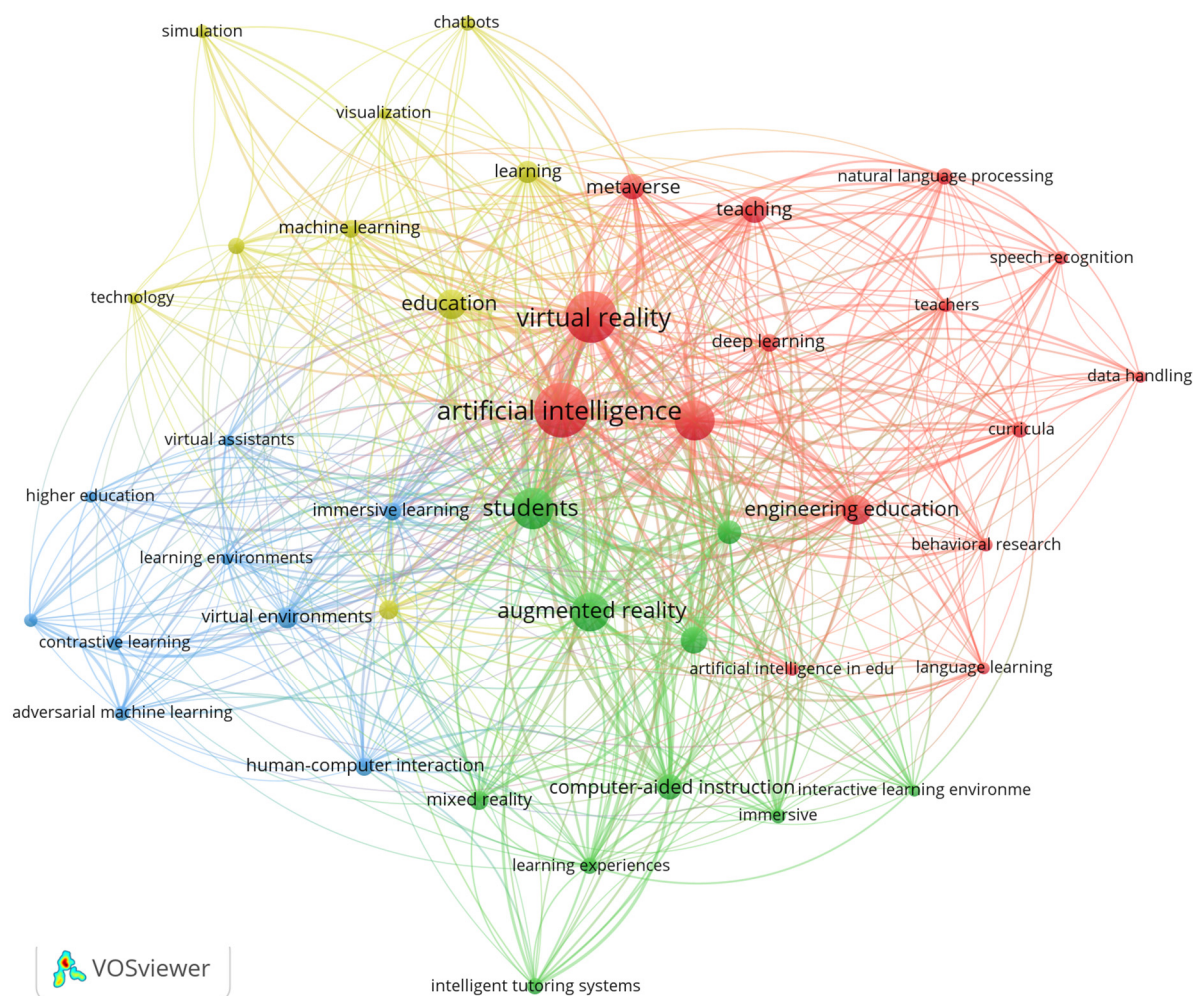 chatbots
simulation
visualization
learning
natural language processing
metaverse
teaching
machine learning
speech recognition
technology
education
teachers
virtual reality
deep learning
data handling
artificial intelligence
curricula
virtual assistants
higher education
immersive learning
students
engineering education
behavioral research
learning environments
virtual environments
augmented reality
contrastive learning
artificial intelligence in edu
language learning
adversarial machine learning
human-computer interaction
computer-aided instruction
interactive learning environme
mixed reality
immersive
learning experiences
VOSviewer
intelligent tutoring systems